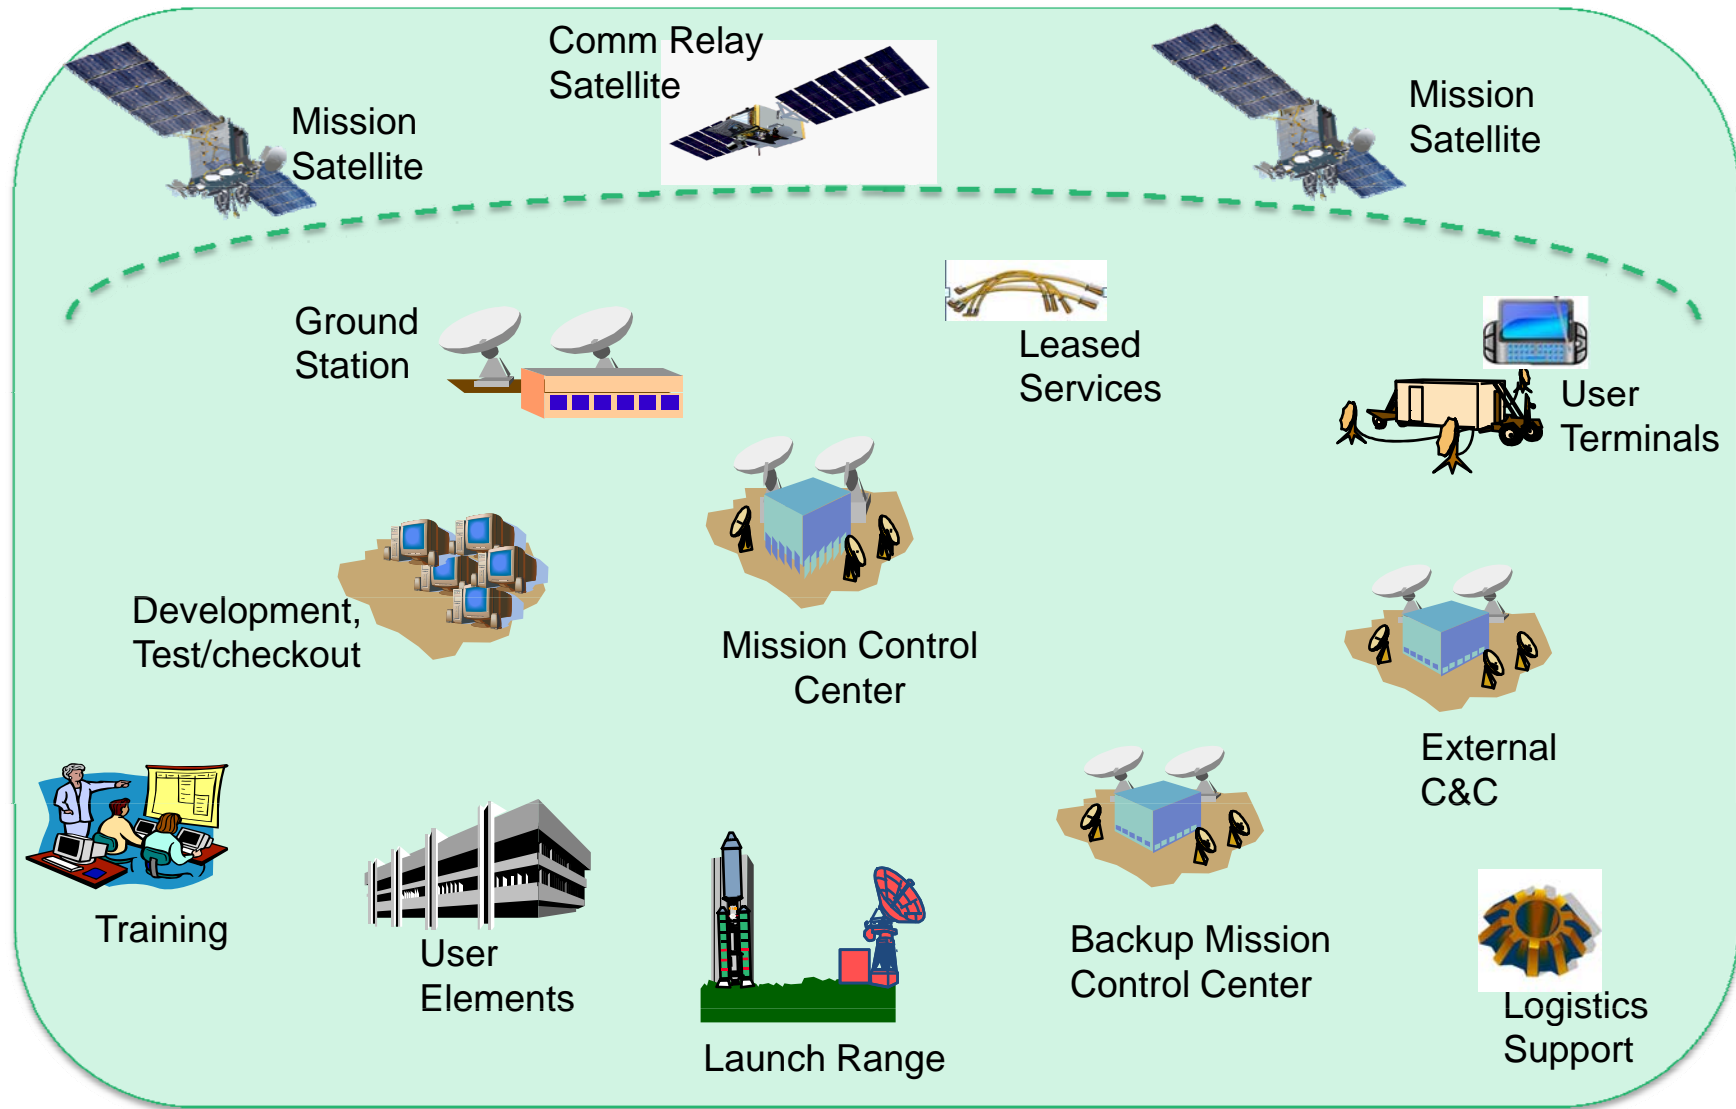 Comm Relay
Satellite
Mission
Satellite
Mission
Satellite
Ground
Station
Leased
Services
User
Terminals
Development,
Test/checkout
Mission Control
Center
External
C&C
Training
User
Elements
Launch Range
Backup Mission
Control Center
Logistics
Support